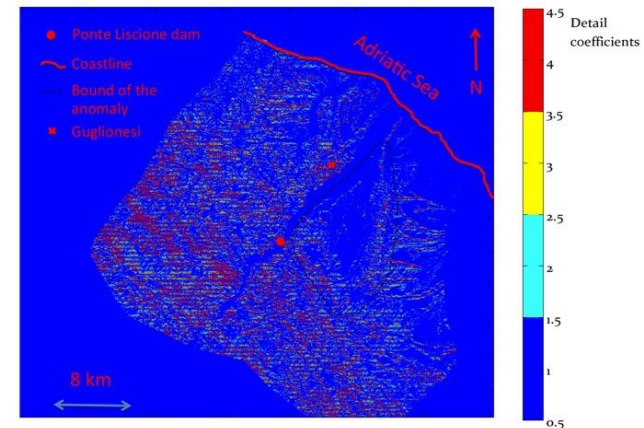 Ponte Liscione dam
Coastline
Bound of the
anomaly
Guglionesi
Adriatic Sea
N
8 km
4.5
4
3.5
3
2.5
2
1.5
1
0.5
Detail
coefficients